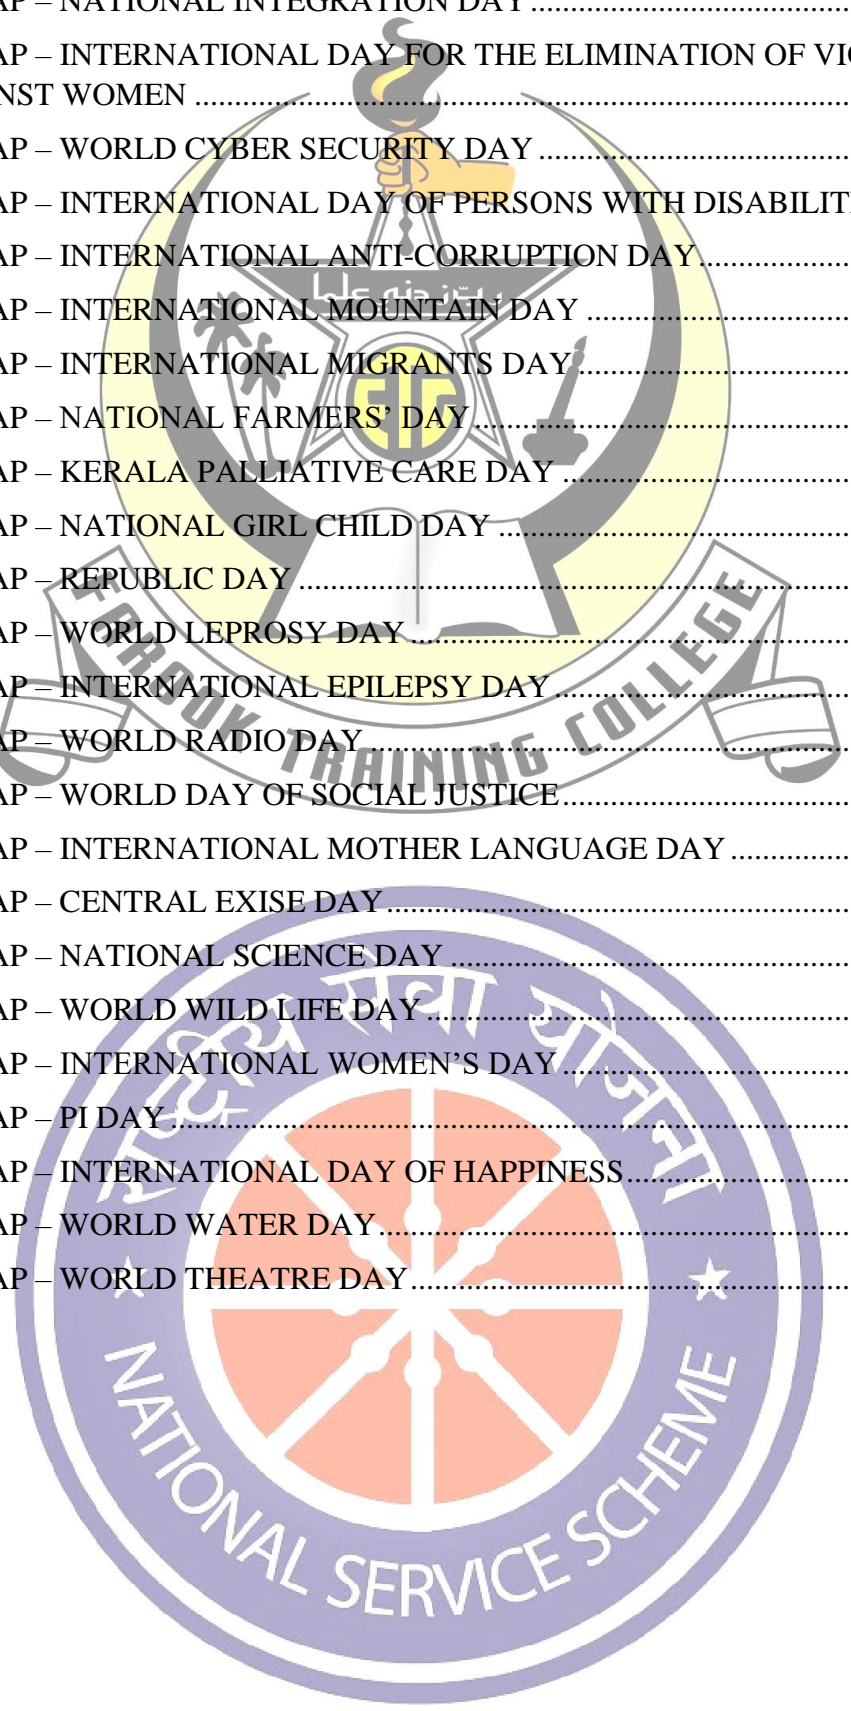 AP – NATIONAL INTEGRATION DAY ........................................
AP – INTERNATIONAL DAY FOR THE ELIMINATION OF VIO
NST WOMEN ........................................
AP – WORLD CYBER SECURITY DAY ........................................
AP – INTERNATIONAL DAY OF PERSONS WITH DISABILITI
AP – INTERNATIONAL ANTI-CORRUPTION DAY ....................
AP – INTERNATIONAL MOUNTAIN DAY ................................
AP – INTERNATIONAL MIGRANTS DAY ................................
AP – NATIONAL FARMERS’ DAY ........................................
AP – KERALA PALLIATIVE CARE DAY ................................
AP – NATIONAL GIRL CHILD DAY ........................................
AP – REPUBLIC DAY ........................................
AP – WORLD LEPROSY DAY ........................................
AP – INTERNATIONAL EPILEPSY DAY ................................
AP – WORLD RADIO DAY ........................................
AP – WORLD DAY OF SOCIAL JUSTICE ................................
AP – INTERNATIONAL MOTHER LANGUAGE DAY ................
AP – CENTRAL EXISE DAY ........................................
AP – NATIONAL SCIENCE DAY ........................................
AP – WORLD WILD LIFE DAY ........................................
AP – INTERNATIONAL WOMEN’S DAY ................................
AP – PI DAY ........................................
AP – INTERNATIONAL DAY OF HAPPINESS ........................
AP – WORLD WATER DAY ........................................
AP – WORLD THEATRE DAY ........................................
ربّ زدني علما
FAROOK TRAINING COLLEGE
राष्ट्रीय सेवा योजना
NATIONAL SERVICE SCHEME